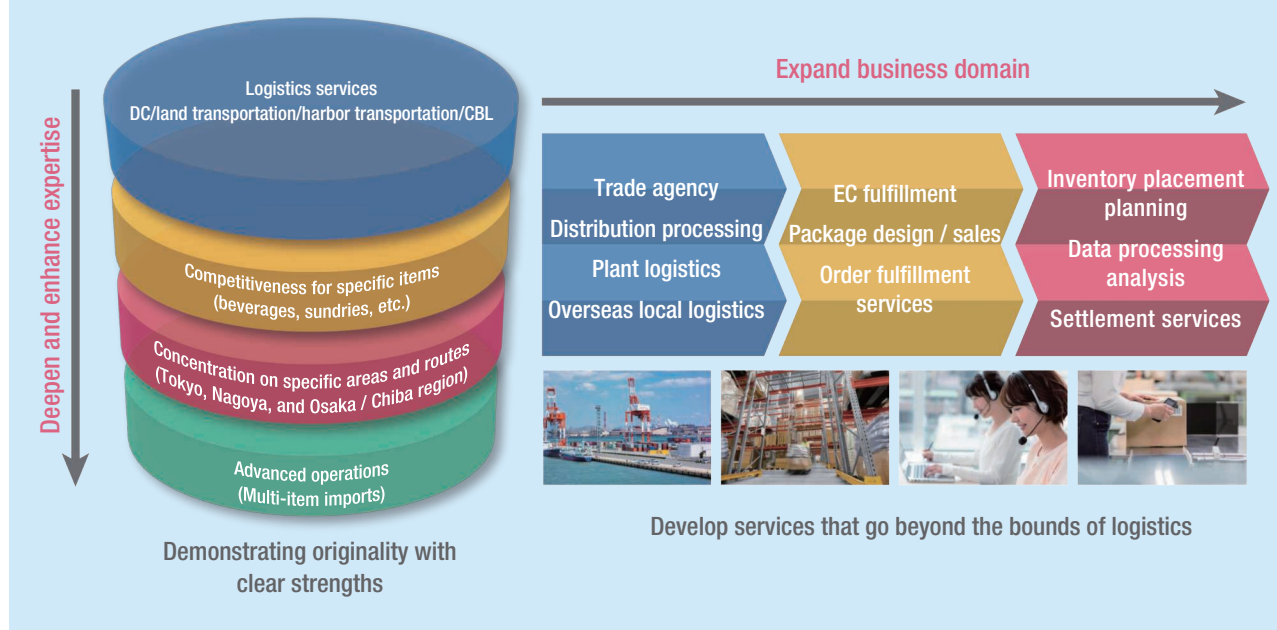 Deepen and enhance expertise
Logistics services
DC/land transportation/harbor transportation/CBL
Competitiveness for specific items
(beverages, sundries, etc.)
Concentration on specific areas and routes
(Tokyo, Nagoya, and Osaka / Chiba region)
Advanced operations
(Multi-item imports)
Demonstrating originality with
clear strengths
Expand business domain
Trade agency
Distribution processing
Plant logistics
Overseas local logistics
EC fulfillment
Package design / sales
Order fulfillment
services
Inventory placement
planning
Data processing
analysis
Settlement services
Develop services that go beyond the bounds of logistics